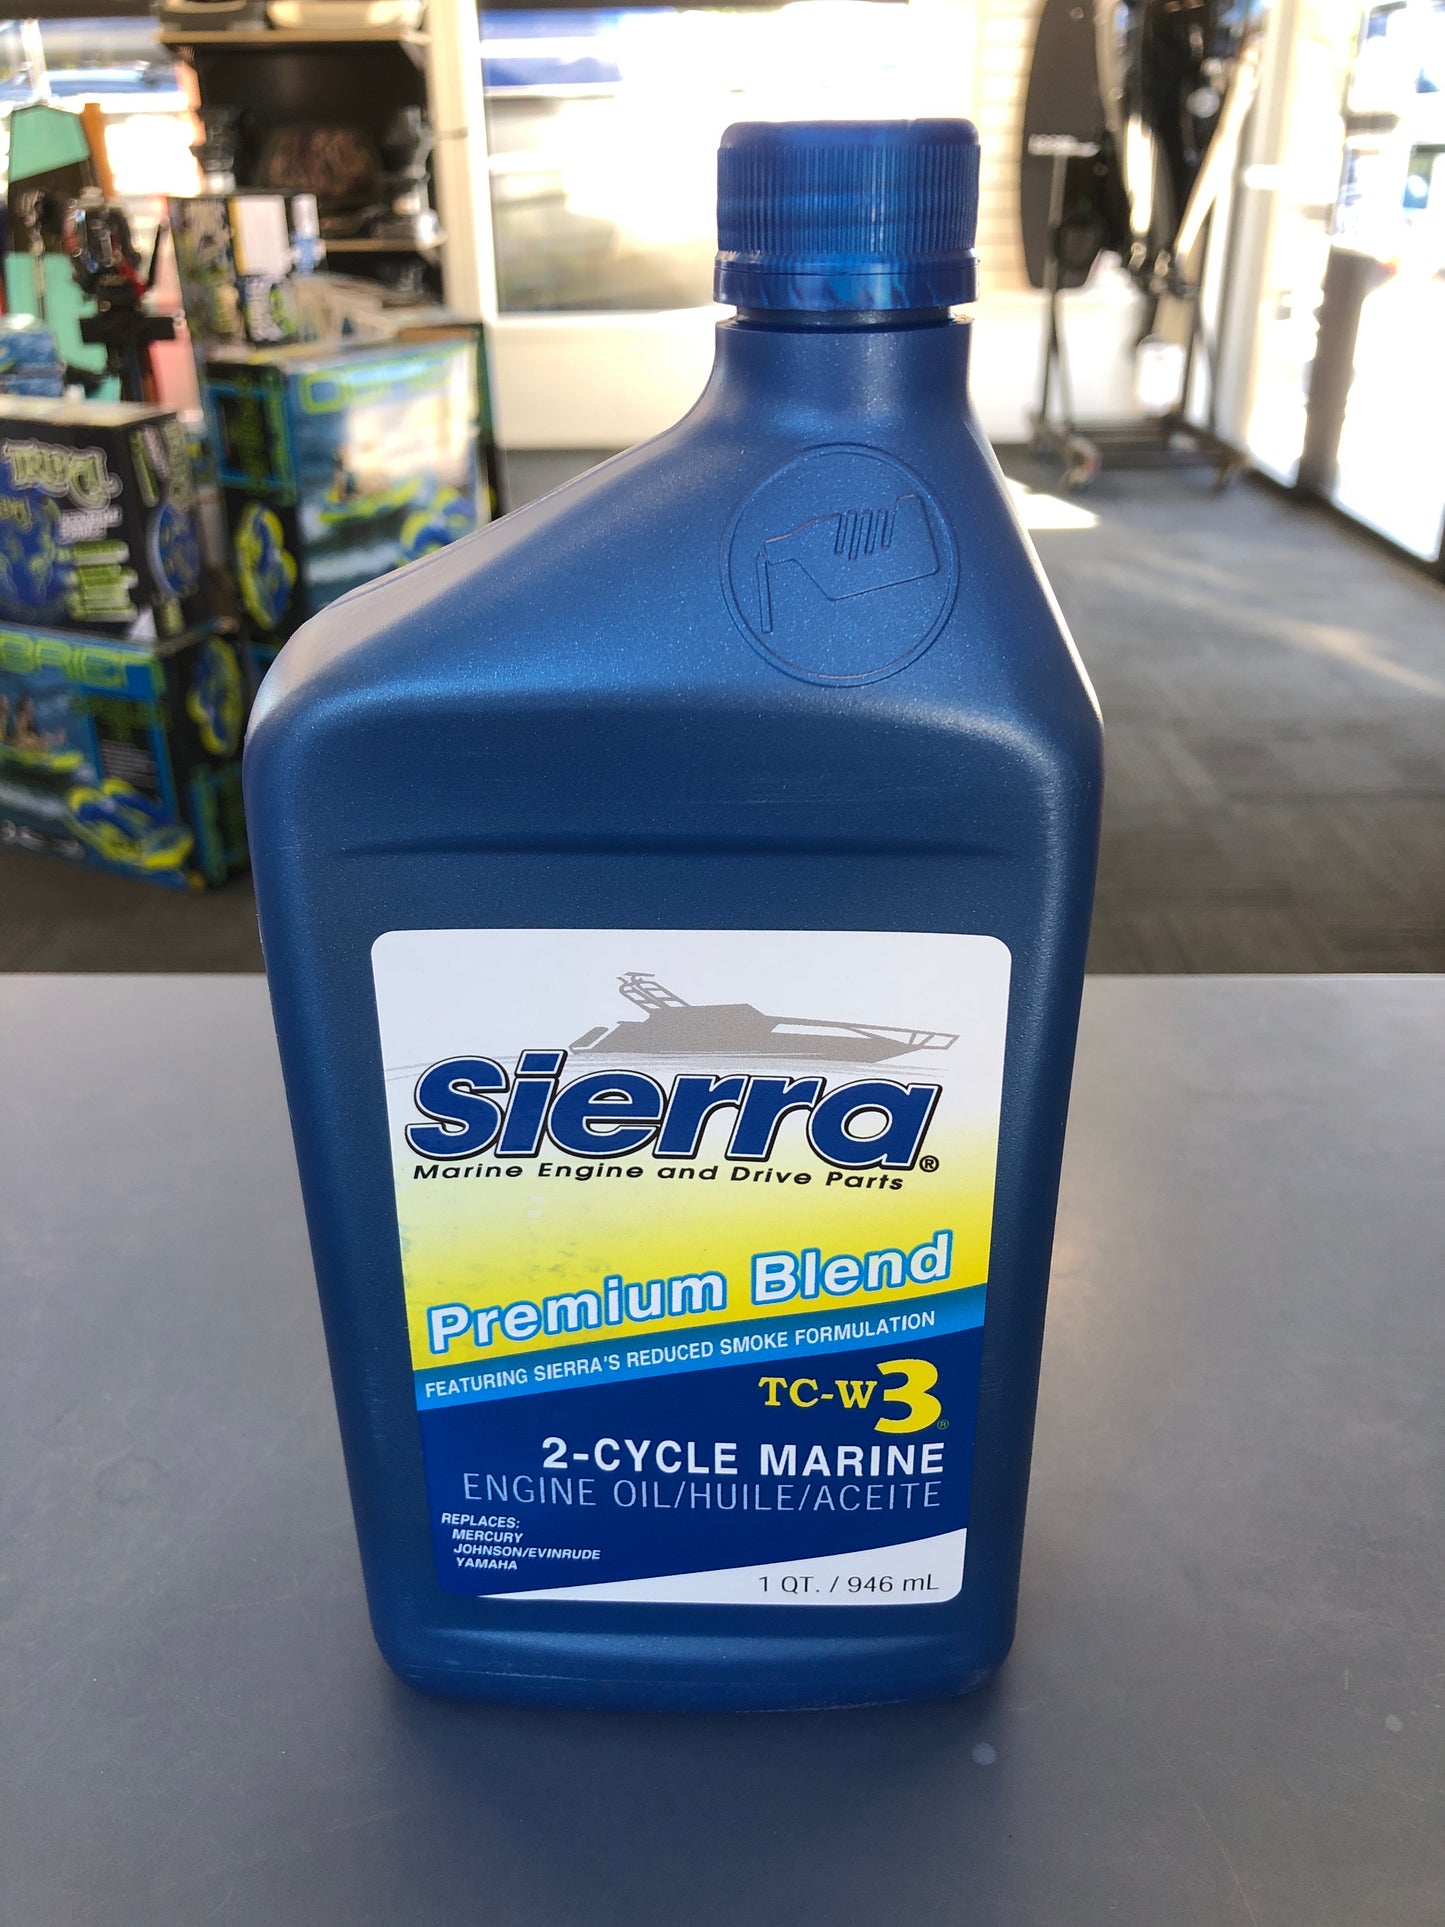 Sierra®
Marine Engine and Drive Parts
Premium Blend
FEATURING SIERRA'S REDUCED SMOKE FORMULATION
TC-W3®
2-CYCLE MARINE
ENGINE OIL/HUILE/ACEITE
REPLACES:
MERCURY
JOHNSON/EVINRUDE
YAMAHA
1 QT. / 946 mL